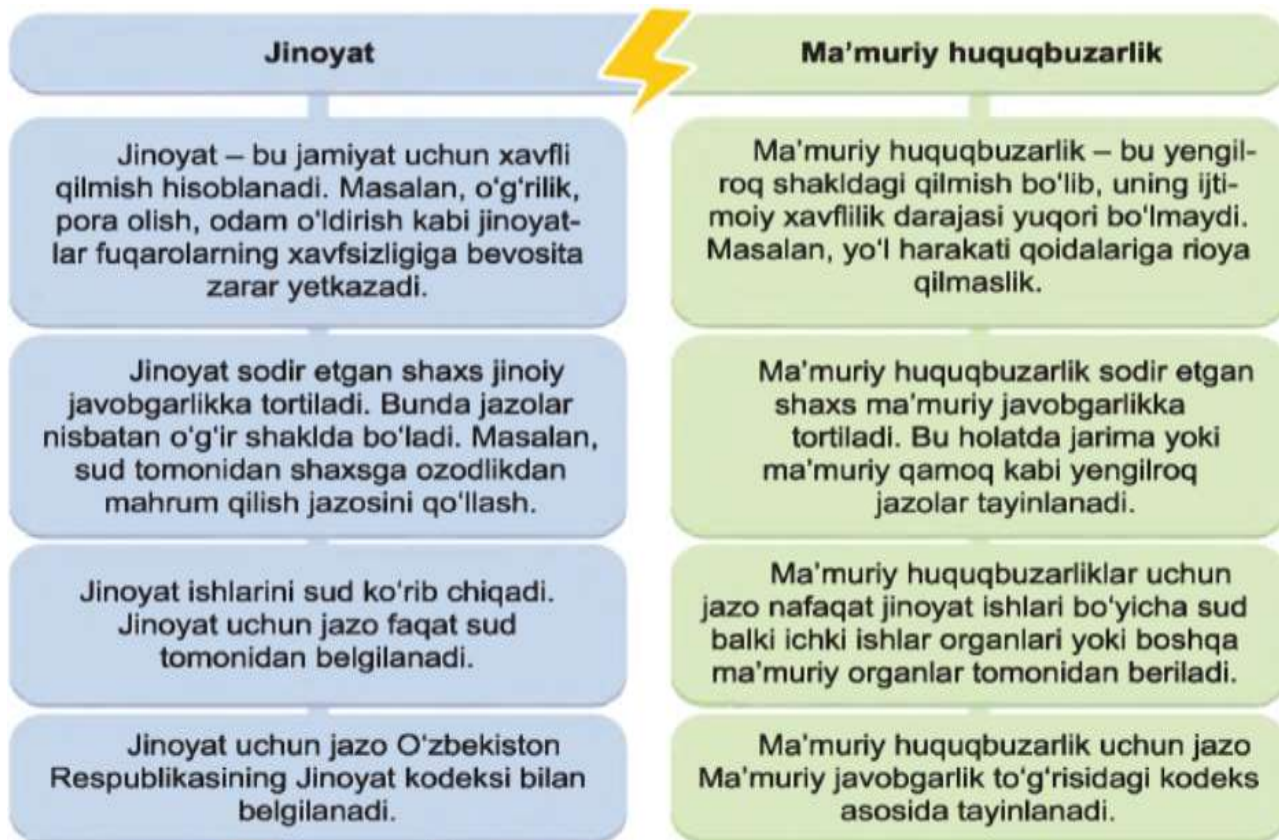 Jinoyat
Jinoyat – bu jamiyat uchun xavfli
qilmish hisoblanadi. Masalan, o‘g‘rilik,
pora olish, odam o‘ldirish kabi jinoyat-
lar fuqarolarning xavfsizligiga bevosita
zarar yetkazadi.
Jinoyat sodir etgan shaxs jinoiy
javobgarlikka tortiladi. Bunda jazolar
nisbatan o‘g‘ir shaklda bo‘ladi. Masalan,
sud tomonidan shaxsga ozodlikdan
mahrum qilish jazosini qo‘llash.
Jinoyat ishlarini sud ko‘rib chiqadi.
Jinoyat uchun jazo faqat sud
tomonidan belgilanadi.
Jinoyat uchun jazo O‘zbekiston
Respublikasining Jinoyat kodeksi bilan
belgilanadi.
Ma’muriy huquqbuzarlik
Ma’muriy huquqbuzarlik – bu yengil-
roq shakldagi qilmish bo‘lib, uning ijti-
moiy xavflilik darajasi yuqori bo‘lmaydi.
Masalan, yo‘l harakati qoidalariga rioya
qilmaslik.
Ma’muriy huquqbuzarlik sodir etgan
shaxs ma’muriy javobgarlikka
tortiladi. Bu holatda jarima yoki
ma’muriy qamoq kabi yengilroq
jazolar tayinlanadi.
Ma’muriy huquqbuzarliklar uchun
jazo nafaqat jinoyat ishlari bo‘yicha sud
balki ichki ishlar organlari yoki boshqa
ma’muriy organlar tomonidan beriladi.
Ma’muriy huquqbuzarlik uchun jazo
Ma’muriy javobgarlik to‘g‘risidagi kodeks
asosida tayinlanadi.